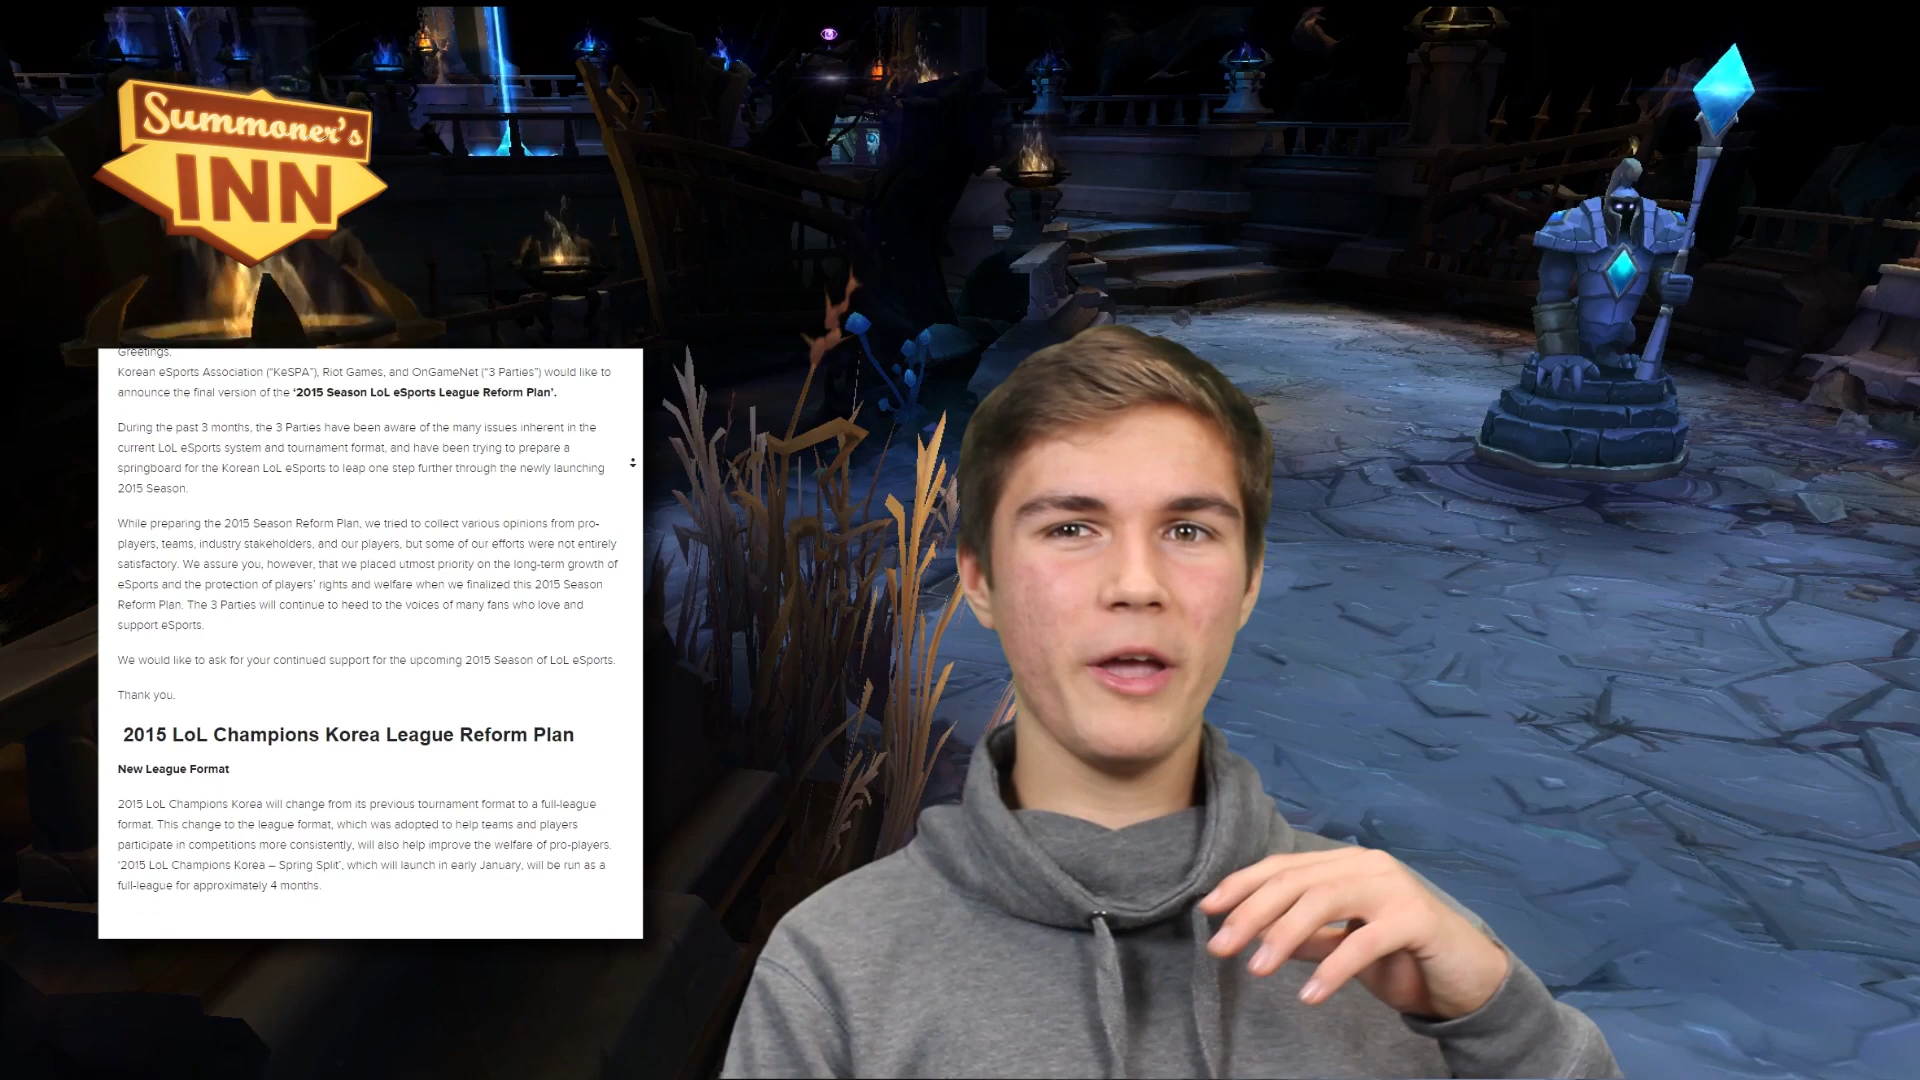 Summoner's
INN
Greetings.
Korean eSports Association ("KeSPA"), Riot Games, and OnGameNet ("3 Parties") would like to
announce the final version of the '2015 Season LoL eSports League Reform Plan'.
During the past 3 months, the 3 Parties have been aware of the many issues inherent in the
current LoL eSports system and tournament format, and have been trying to prepare a
springboard for the Korean LoL eSports to leap one step further through the newly launching
2015 Season.
While preparing the 2015 Season Reform Plan, we tried to collect various opinions from pro-
players, teams, industry stakeholders, and our players, but some of our efforts were not entirely
satisfactory. We assure you, however, that we placed utmost priority on the long-term growth of
eSports and the protection of players' rights and welfare when we finalized this 2015 Season
Reform Plan. The 3 Parties will continue to heed to the voices of many fans who love and
support eSports.
We would like to ask for your continued support for the upcoming 2015 Season of LoL eSports.
Thank you.
2015 LoL Champions Korea League Reform Plan
New League Format
2015 LoL Champions Korea will change from its previous tournament format to a full-league
format. This change to the league format, which was adopted to help teams and players
participate in competitions more consistently, will also help improve the welfare of pro-players.
'2015 LoL Champions Korea – Spring Split', which will launch in early January, will be run as a
full-league for approximately 4 months.